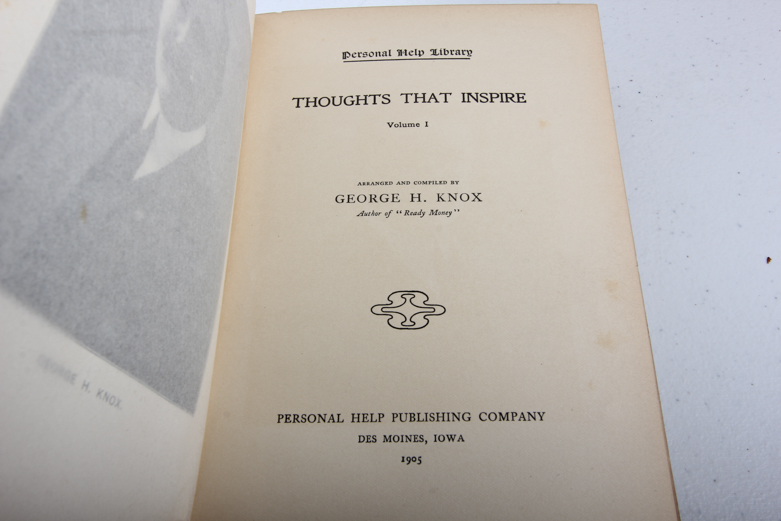 H. KNOX
Personal Help Library
THOUGHTS THAT INSPIRE
Volume I
ARRANGED AND COMPILED BY
GEORGE H. KNOX
Author of "Ready Money"
PERSONAL HELP PUBLISHING COMPANY
DES MOINES, IOWA
1905